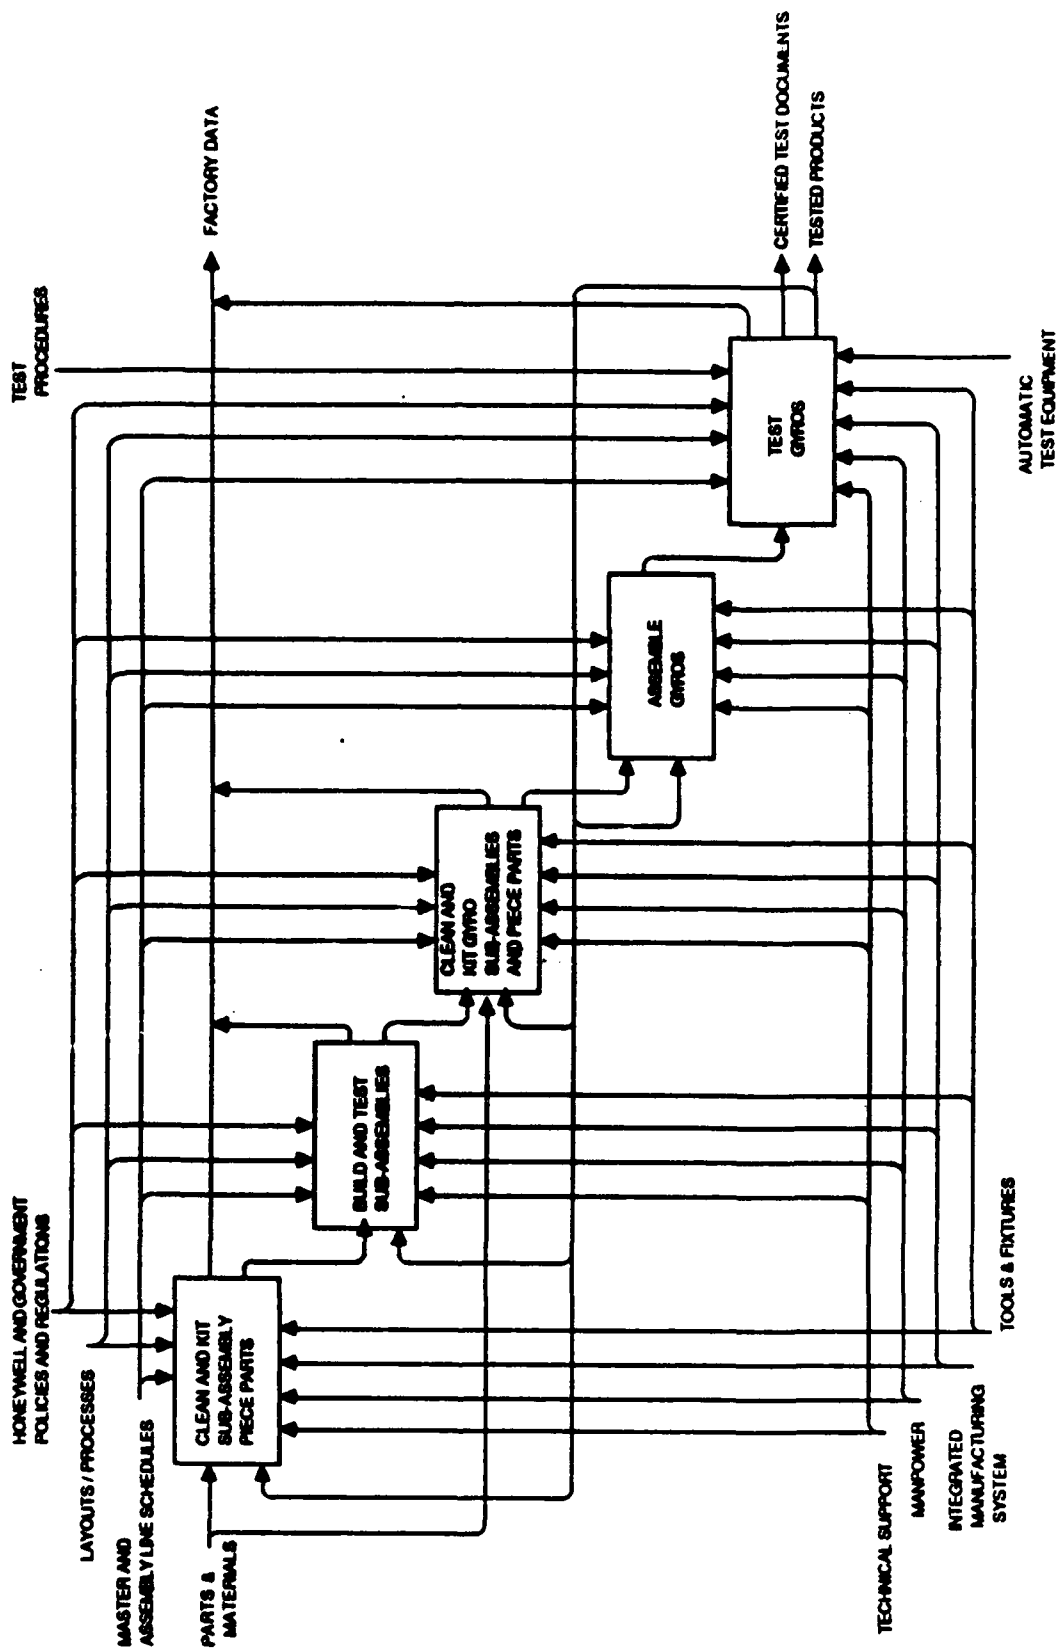 HONEYWELL AND GOVERNMENT
POLICIES AND REGULATIONS
LAYOUTS / PROCESSES
MASTER AND
ASSEMBLY LINE SCHEDULES
PARTS &
MATERIALS
TEST
PROCEDURES
FACTORY DATA
CLEAN AND KIT
SUB-ASSEMBLY
PIECE PARTS
BUILD AND TEST
SUB-ASSEMBLIES
CLEAN AND
KIT GYRO
SUB-ASSEMBLIES
AND PIECE PARTS
ASSEMBLE
GYROS
TEST
GYROS
CERTIFIED TEST DOCUMENTS
TESTED PRODUCTS
TECHNICAL SUPPORT
MANPOWER
INTEGRATED
MANUFACTURING
SYSTEM
TOOLS & FIXTURES
AUTOMATIC
TEST EQUIPMENT